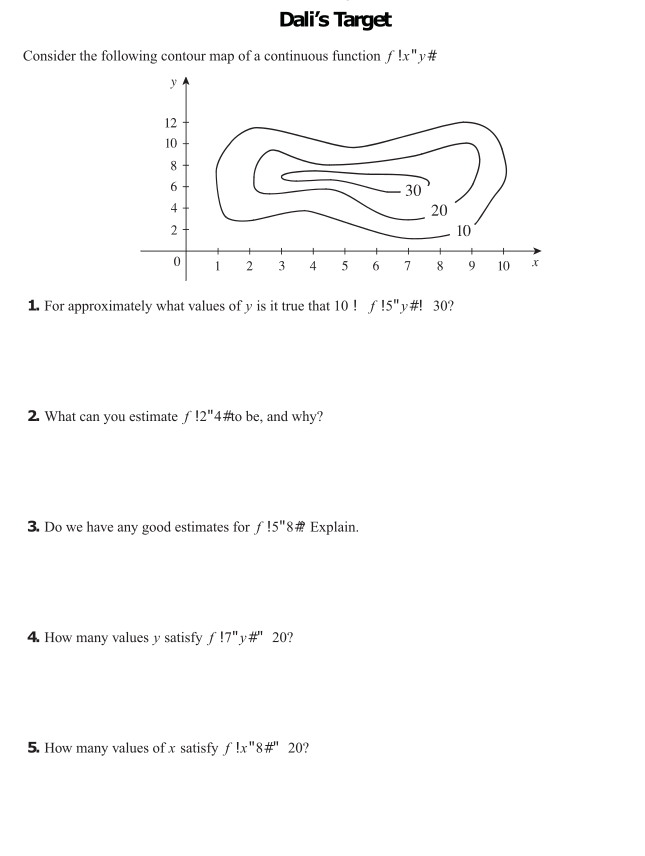 Dali’s Target
Consider the following contour map of a continuous function f !x"y#
y
12
10
8
6
4
2
0
1 2 3 4 5 6 7 8 9 10 x
30
20
10
1. For approximately what values of y is it true that 10 ! f !5"y#! 30?
2. What can you estimate f !2"4#to be, and why?
3. Do we have any good estimates for f !5"8#? Explain.
4. How many values y satisfy f !7"y#" 20?
5. How many values of x satisfy f !x"8#" 20?